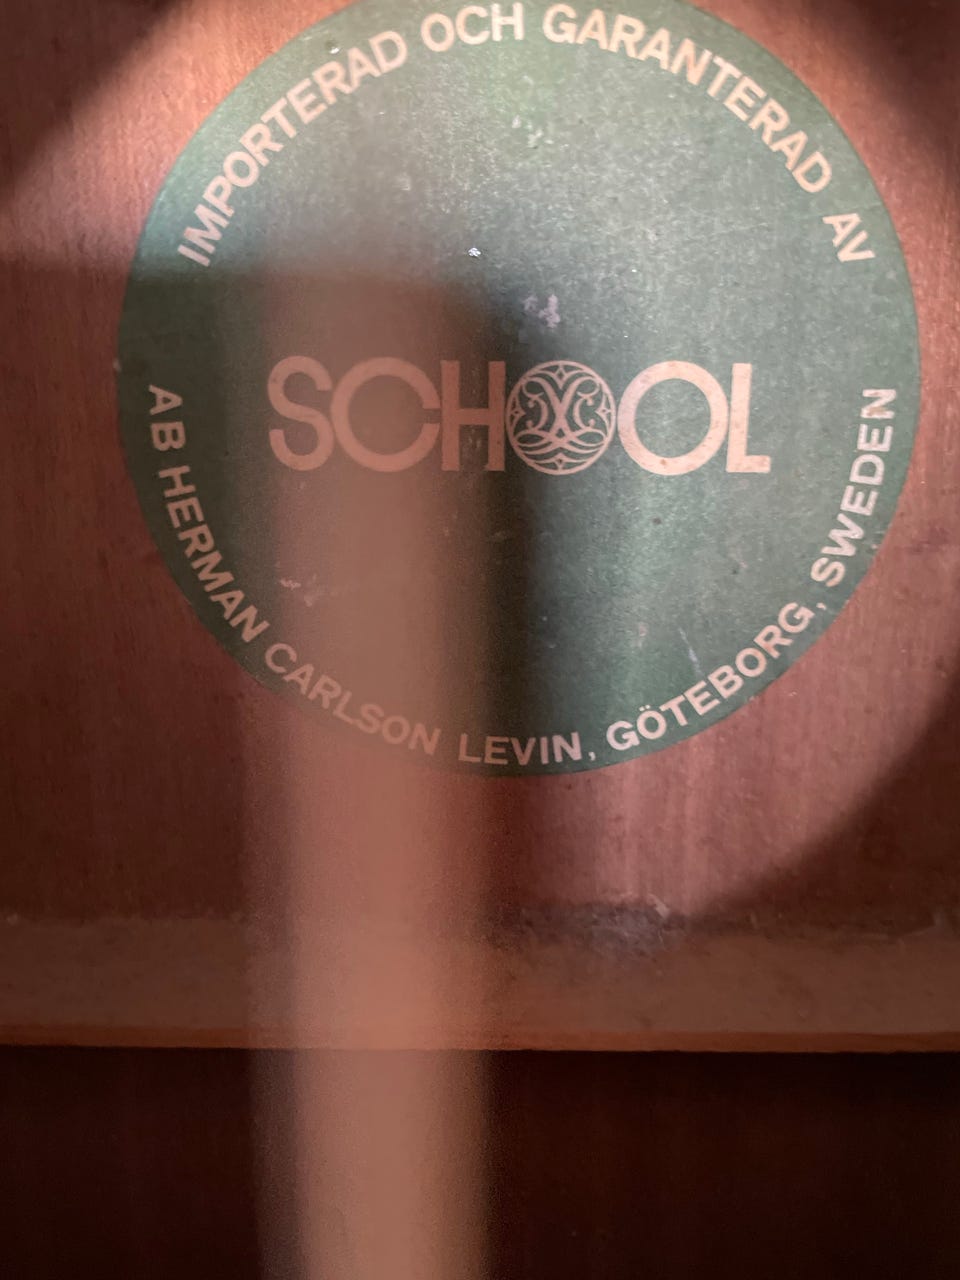 IMPORTERAD OCH GARANTERAD AV
SCHOOL
AB HERMAN CARLSON LEVIN, GÖTEBORG, SWEDEN